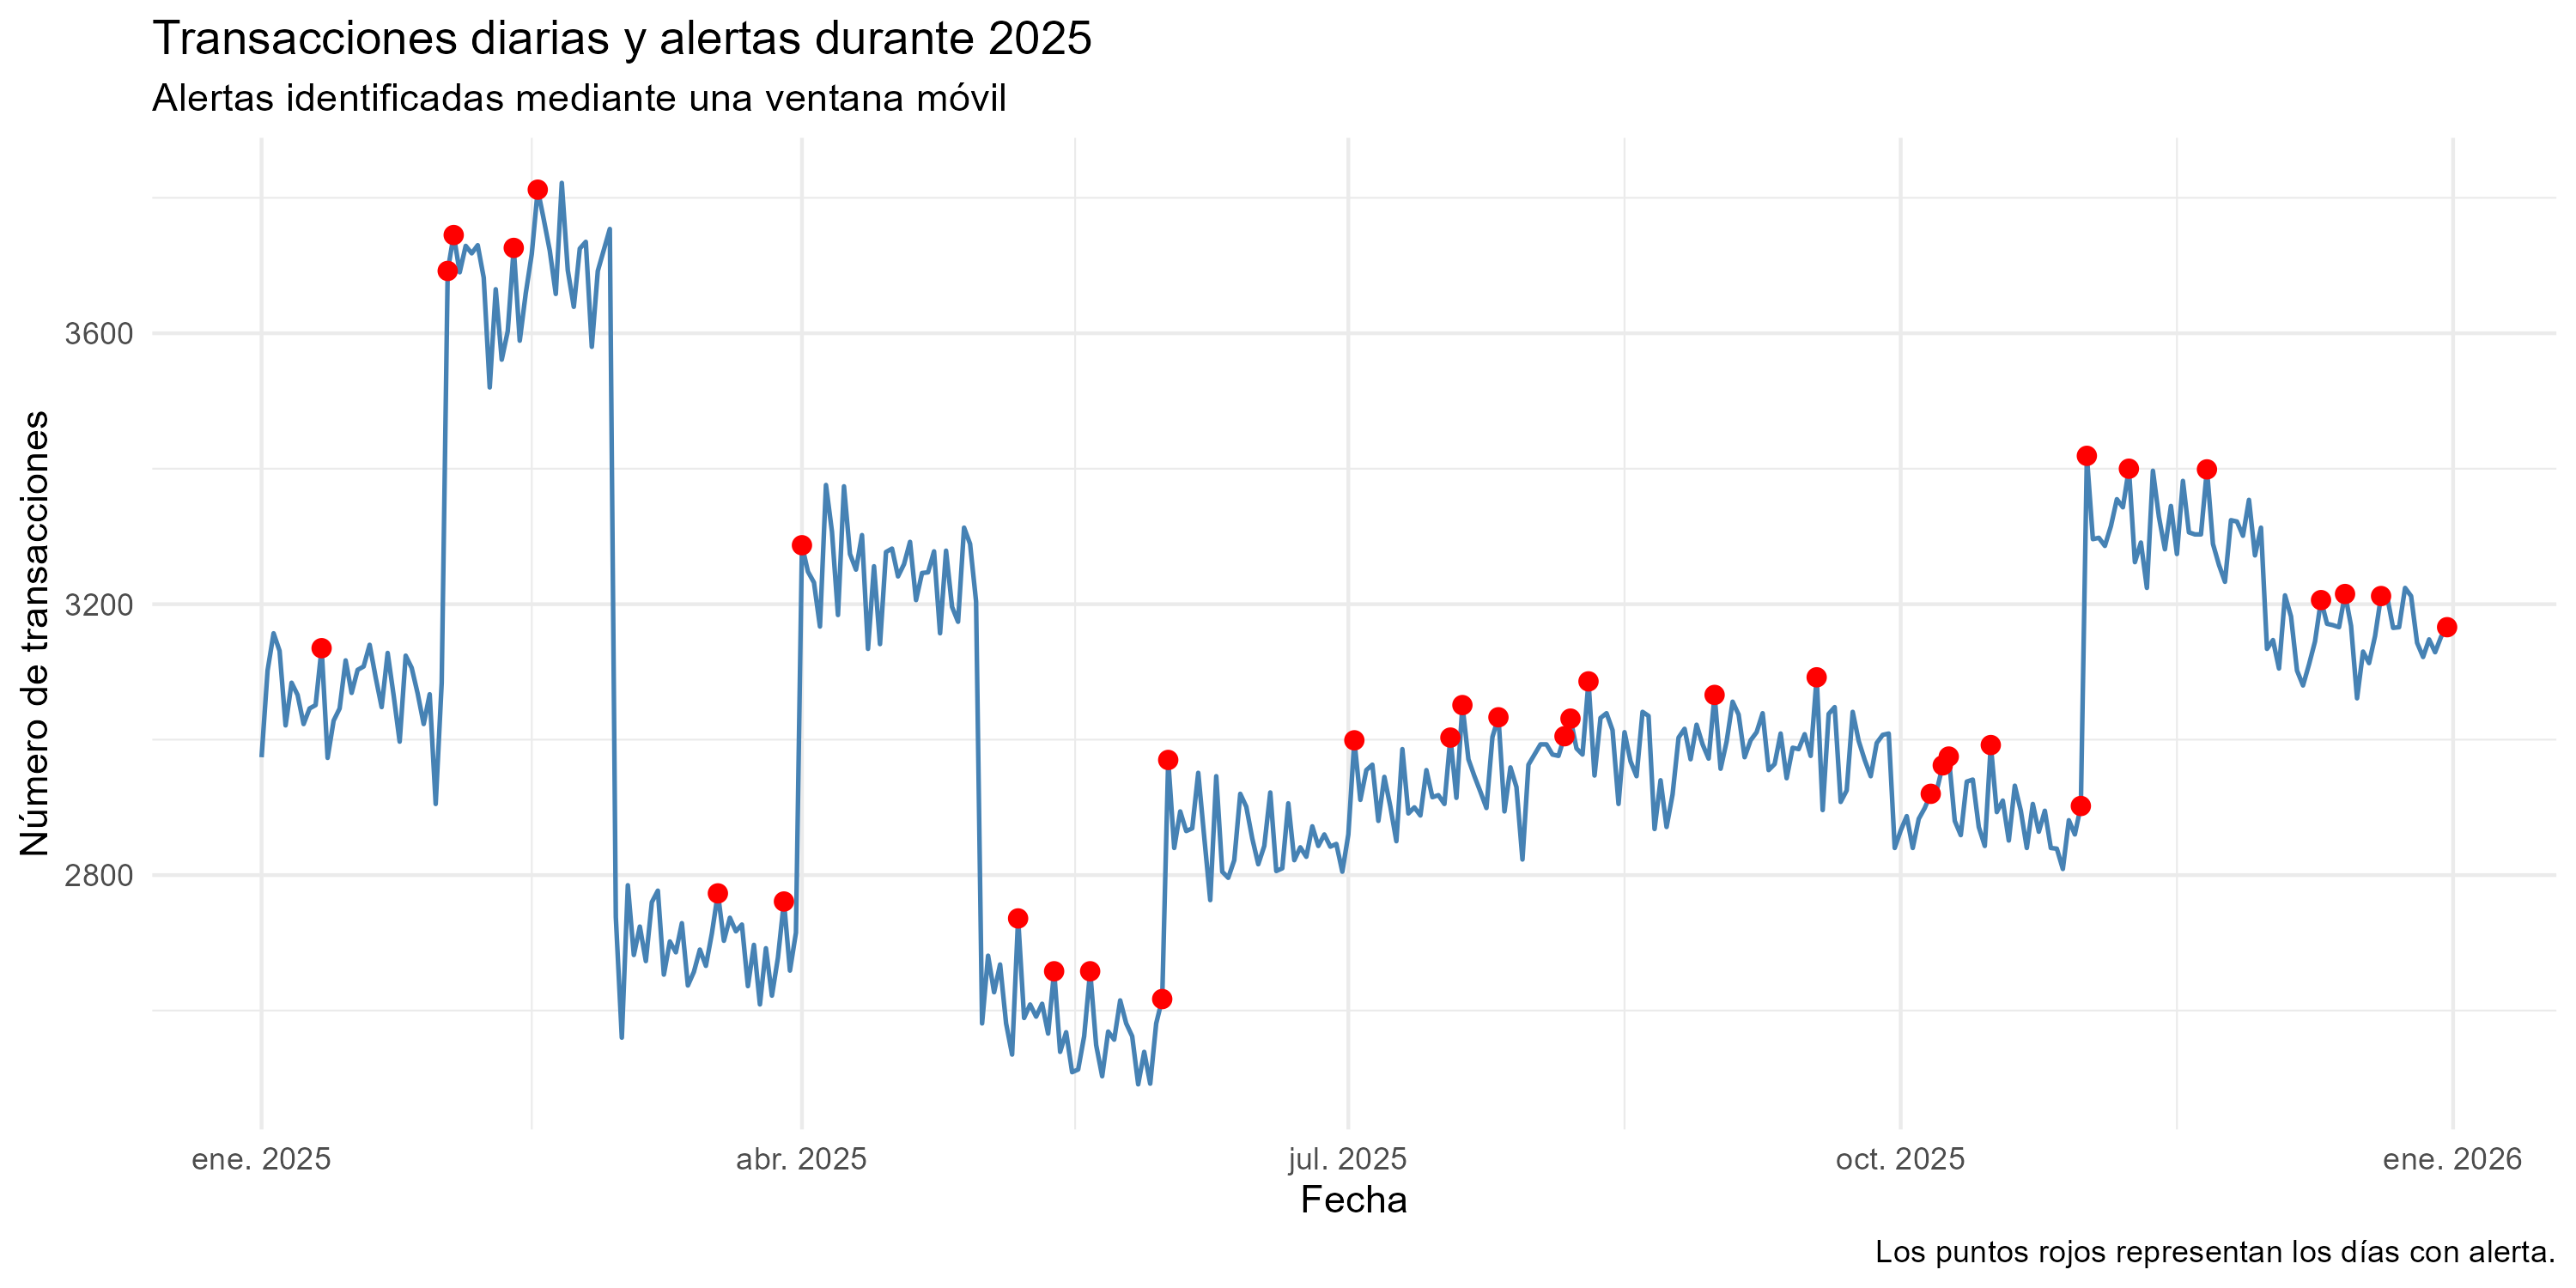 Transacciones diarias y alertas durante 2025
Alertas identificadas mediante una ventana móvil
Número de transacciones
3600
3200
2800
ene. 2025
abr. 2025
jul. 2025
oct. 2025
ene. 2026
Fecha
Los puntos rojos representan los días con alerta.